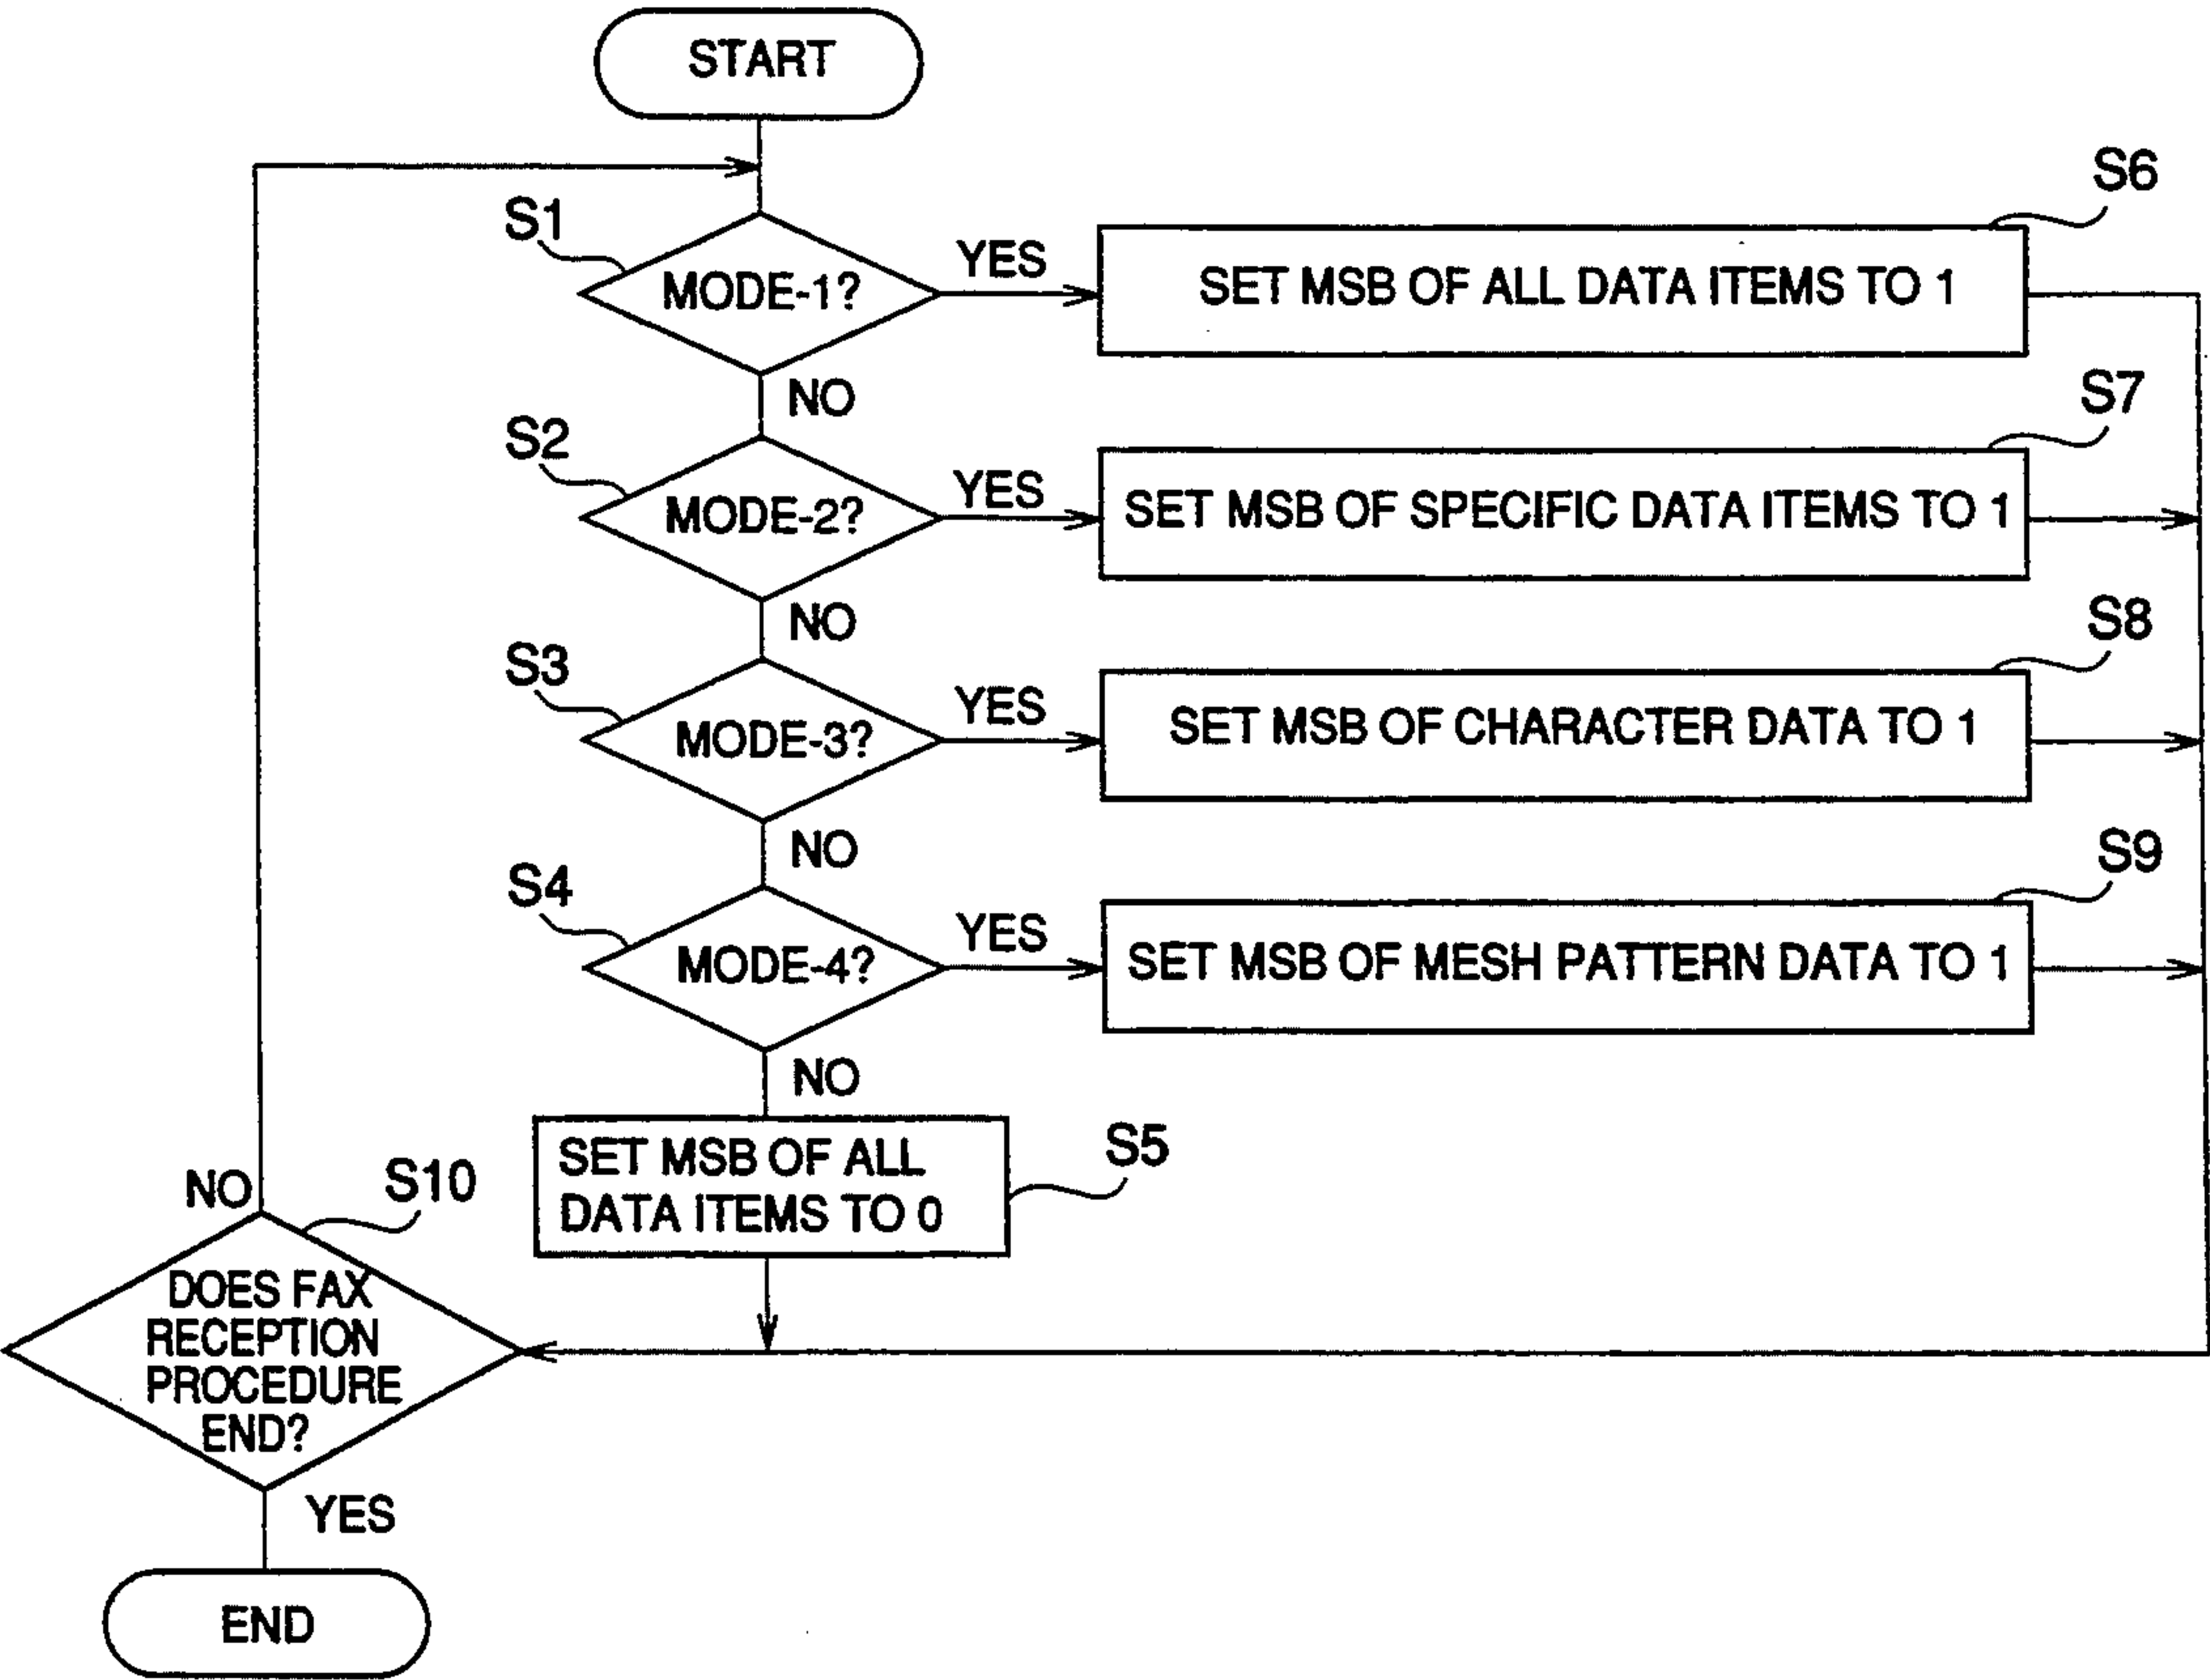 START
S1
MODE-1?
YES
S6
SET MSB OF ALL DATA ITEMS TO 1
NO
S2
MODE-2?
YES
S7
SET MSB OF SPECIFIC DATA ITEMS TO 1
NO
S3
MODE-3?
YES
S8
SET MSB OF CHARACTER DATA TO 1
NO
S4
MODE-4?
YES
S9
SET MSB OF MESH PATTERN DATA TO 1
NO
SET MSB OF ALL
DATA ITEMS TO 0
S5
NO
S10
DOES FAX
RECEPTION
PROCEDURE
END?
YES
END